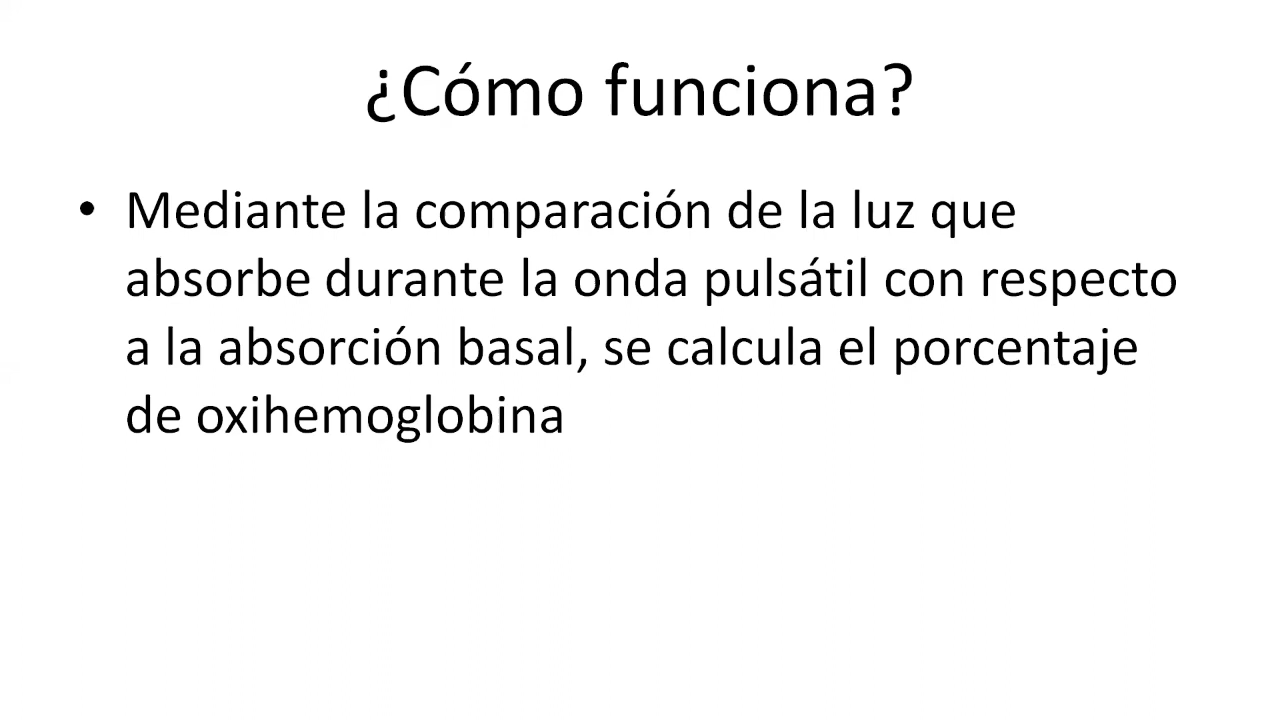 ¿Cómo funciona?
• Mediante la comparación de la luz que
absorbe durante la onda pulsátil con respecto
a la absorción basal, se calcula el porcentaje
de oxihemoglobina